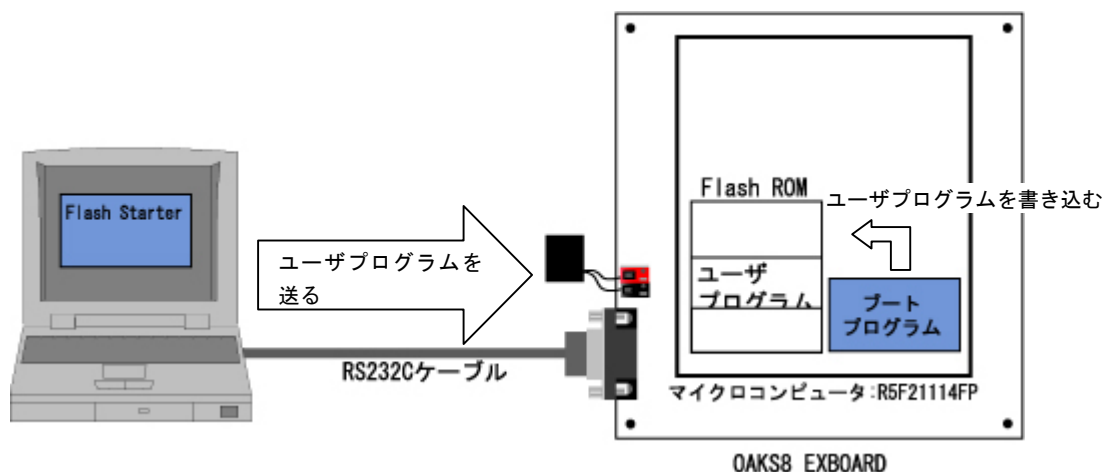 Flash Starter
ユーザプログラムを
送る
RS232Cケーブル
Flash ROM
ユーザプログラムを書き込む
ユーザ
プログラム
ブート
プログラム
マイクロコンピュータ:R5F21114FP
OAKS8 EXBOARD